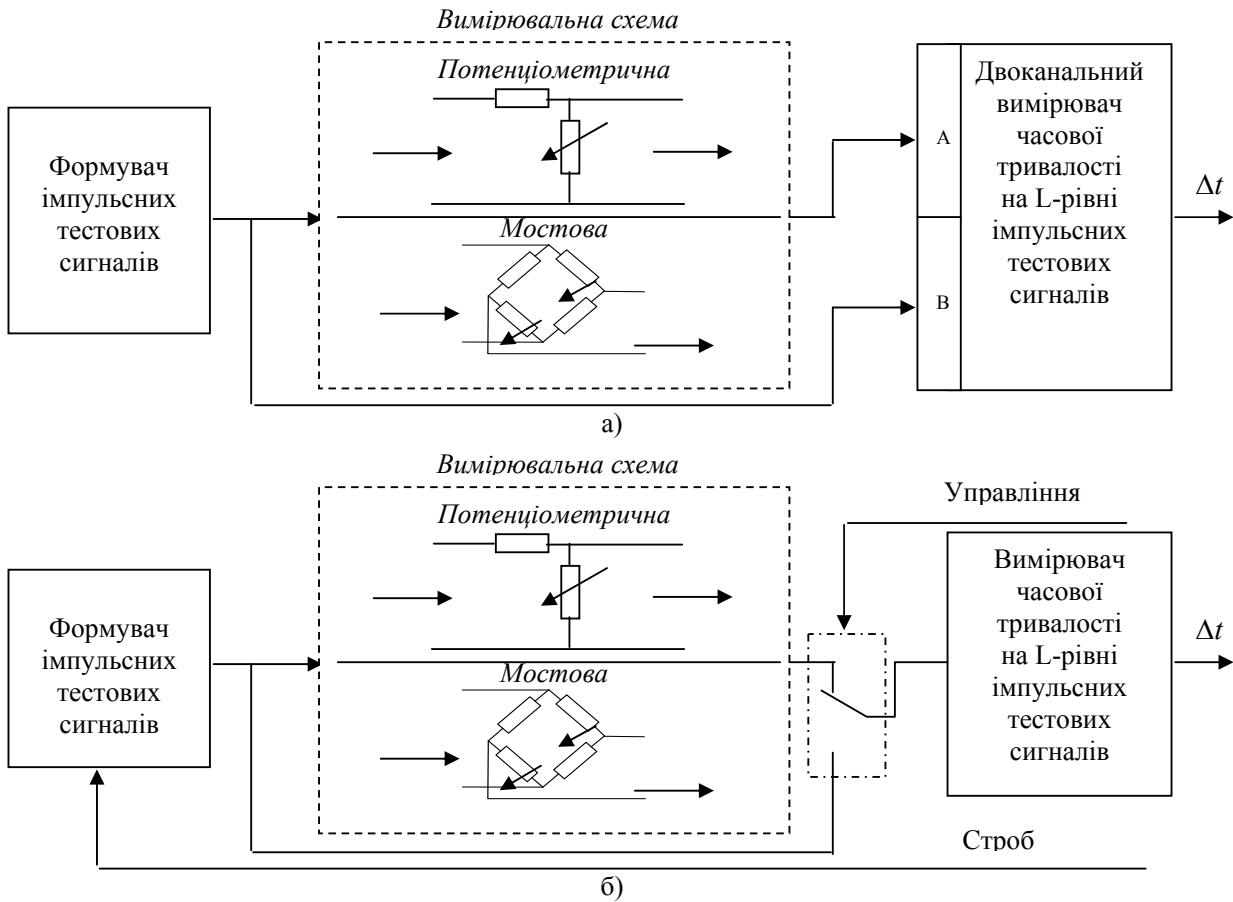 Вимірювальна схема
Потенціометрична
Формувач
імпульсних
тестових
сигналів
Мостова
A
B
Двоканальний
вимірювач
часової
тривалості
на L-рівні
імпульсних
тестових
сигналів
Δt
а)
Вимірювальна схема
Потенціометрична
Формувач
імпульсних
тестових
сигналів
Мостова
Управління
Вимірювач
часової
тривалості
на L-рівні
імпульсних
тестових
сигналів
Δt
Строб
б)